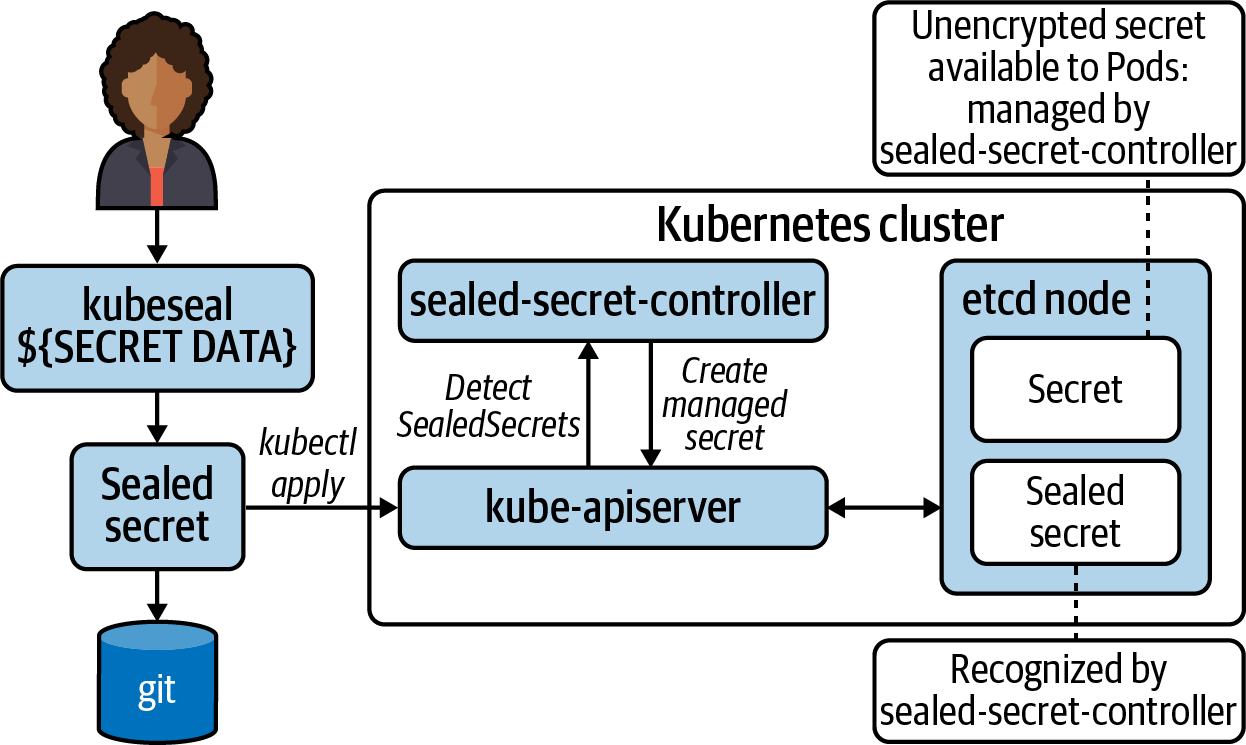 Unencrypted secret
available to Pods:
managed by
sealed-secret-controller
Kubernetes cluster
kubeseal
${SECRET DATA}
sealed-secret-controller
etcd node
Secret
Detect
SealedSecrets
Create
managed
secret
kubectl
apply
Sealed
secret
kube-apiserver
Sealed
secret
git
Recognized by
sealed-secret-controller